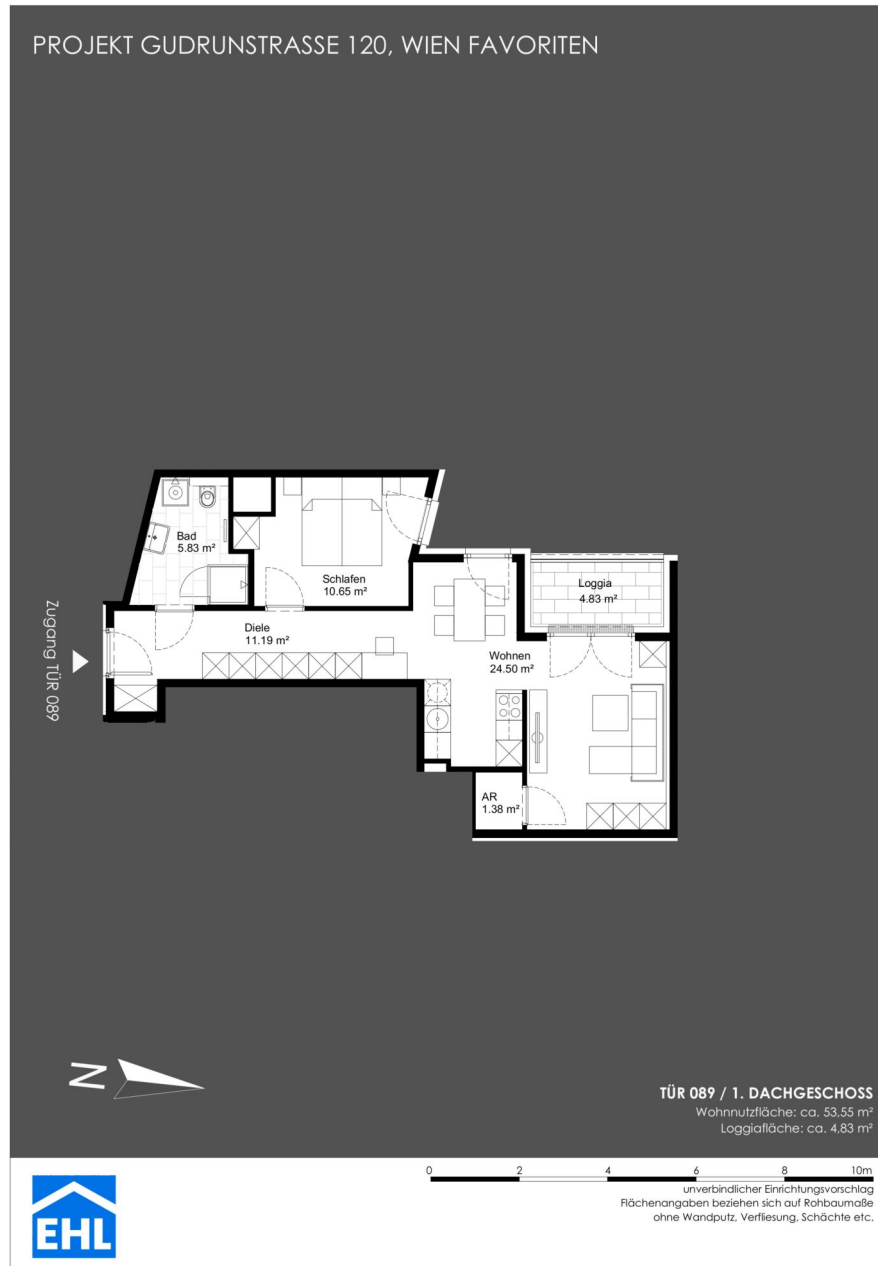 PROJEKT GUDRUNSTRASSE 120, WIEN FAVORITEN
Bad
5.83 m²
Schlafen
10.65 m²
Loggia
4.83 m²
Diele
11.19 m²
Wohnen
24.50 m²
Zugang TÜR 089
AR
1.38 m²
N
TÜR 089 / 1. DACHGESCHOSS
Wohnnutzfläche: ca. 53,55 m²
Loggiafläche: ca. 4,83 m²
0 2 4 6 8 10m
unverbindlicher Einrichtungsvorschlag
Flächenangaben beziehen sich auf Rohbaumaße
ohne Wandputz, Verfliesung, Schächte etc.
EHL